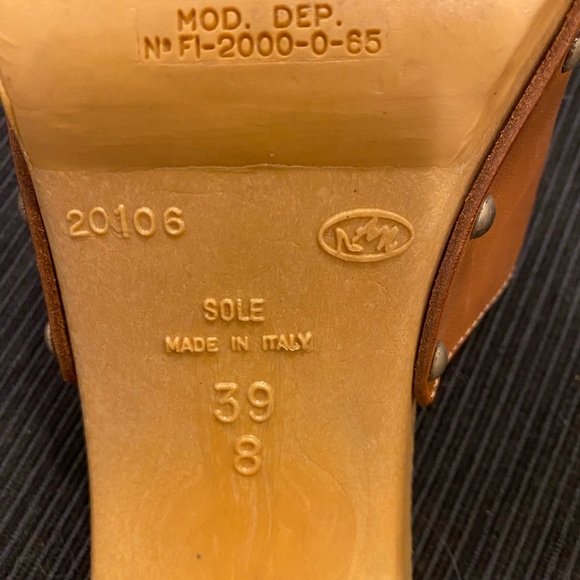 MOD. DEP.
Nº FI-2000-0-65
20106
SOLE
MADE IN ITALY
39
8